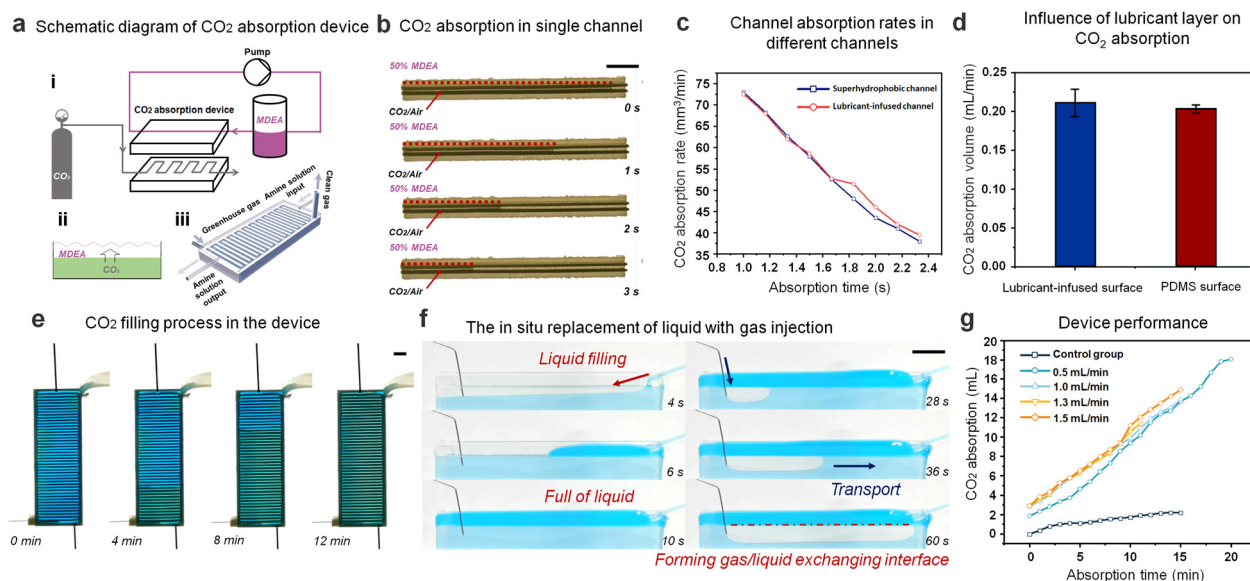 a Schematic diagram of CO₂ absorption device
i
Pump
CO₂ absorption device
MDEA
CO₂
ii
MDEA
CO₂
iii
Greenhouse gas
Amine solution
input
Clean gas
Amine
solution
output
b CO₂ absorption in single channel
50% MDEA
CO₂/Air
0 s
50% MDEA
CO₂/Air
1 s
50% MDEA
CO₂/Air
2 s
50% MDEA
CO₂/Air
3 s
c Channel absorption rates in
different channels
CO₂ absorption rate (mm³/min)
75
70
65
60
55
50
45
40
35
Superhydrophobic channel
Lubricant-infused channel
0.8 1.0 1.2 1.4 1.6 1.8 2.0 2.2 2.4 2.6
Absorption time (s)
d Influence of lubricant layer on
CO₂ absorption
CO₂ absorption volume (mL/min)
0.25
0.20
0.15
0.10
0.05
0.00
Lubricant-infused surface PDMS surface
e CO₂ filling process in the device
0 min 4 min 8 min 12 min
f The in situ replacement of liquid with gas injection
Liquid filling
4 s
6 s
Full of liquid
10 s
28 s
36 s
Transport
60 s
Forming gas/liquid exchanging interface
g Device performance
CO₂ absorption (mL)
20
18
16
14
12
10
8
6
4
2
0
Control group
0.5 mL/min
1.0 mL/min
1.3 mL/min
1.5 mL/min
0 5 10 15 20
Absorption time (min)